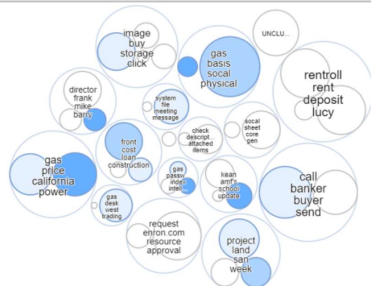 image
buy
storage
click
gas
basis
socal
physical
UNCLU...
rentroll
rent
deposit
lucy
director
frank
mike
barry
system
file
meeting
message
front
cost
loan
construction
check
descript...
attached
items
socal
sheet
core
gen
gas
price
california
power
gas
index
kean
school
update
call
banker
buyer
send
gas
desk
west
trading
request
enron.com
resource
approval
project
land
san
week